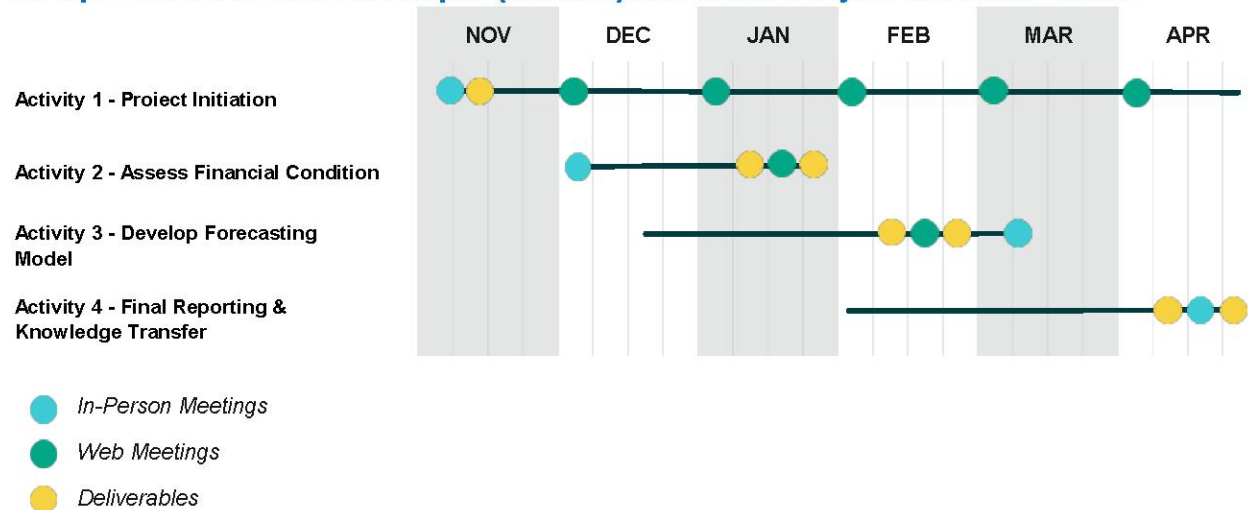 NOV DEC JAN FEB MAR APR
Activity 1 - Project Initiation
Activity 2 - Assess Financial Condition
Activity 3 - Develop Forecasting
Model
Activity 4 - Final Reporting &
Knowledge Transfer
In-Person Meetings
Web Meetings
Deliverables